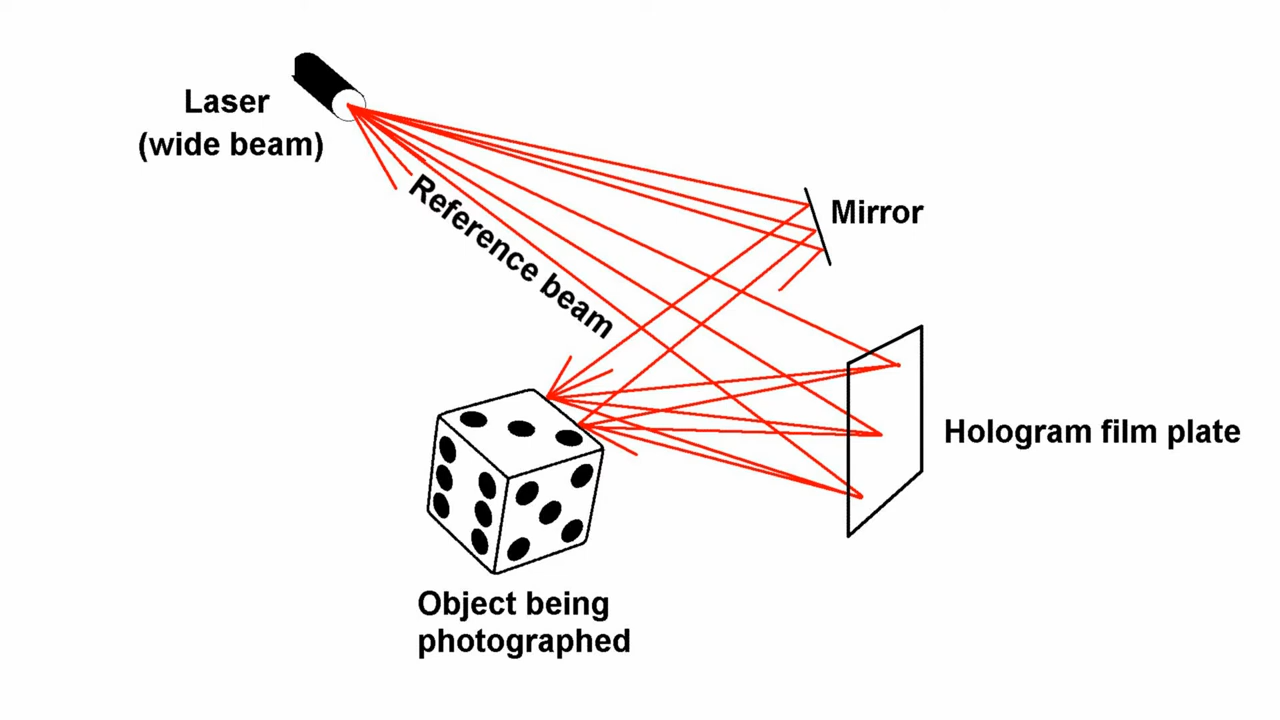 Laser
(wide beam)
Reference beam
Mirror
Hologram film plate
Object being
photographed